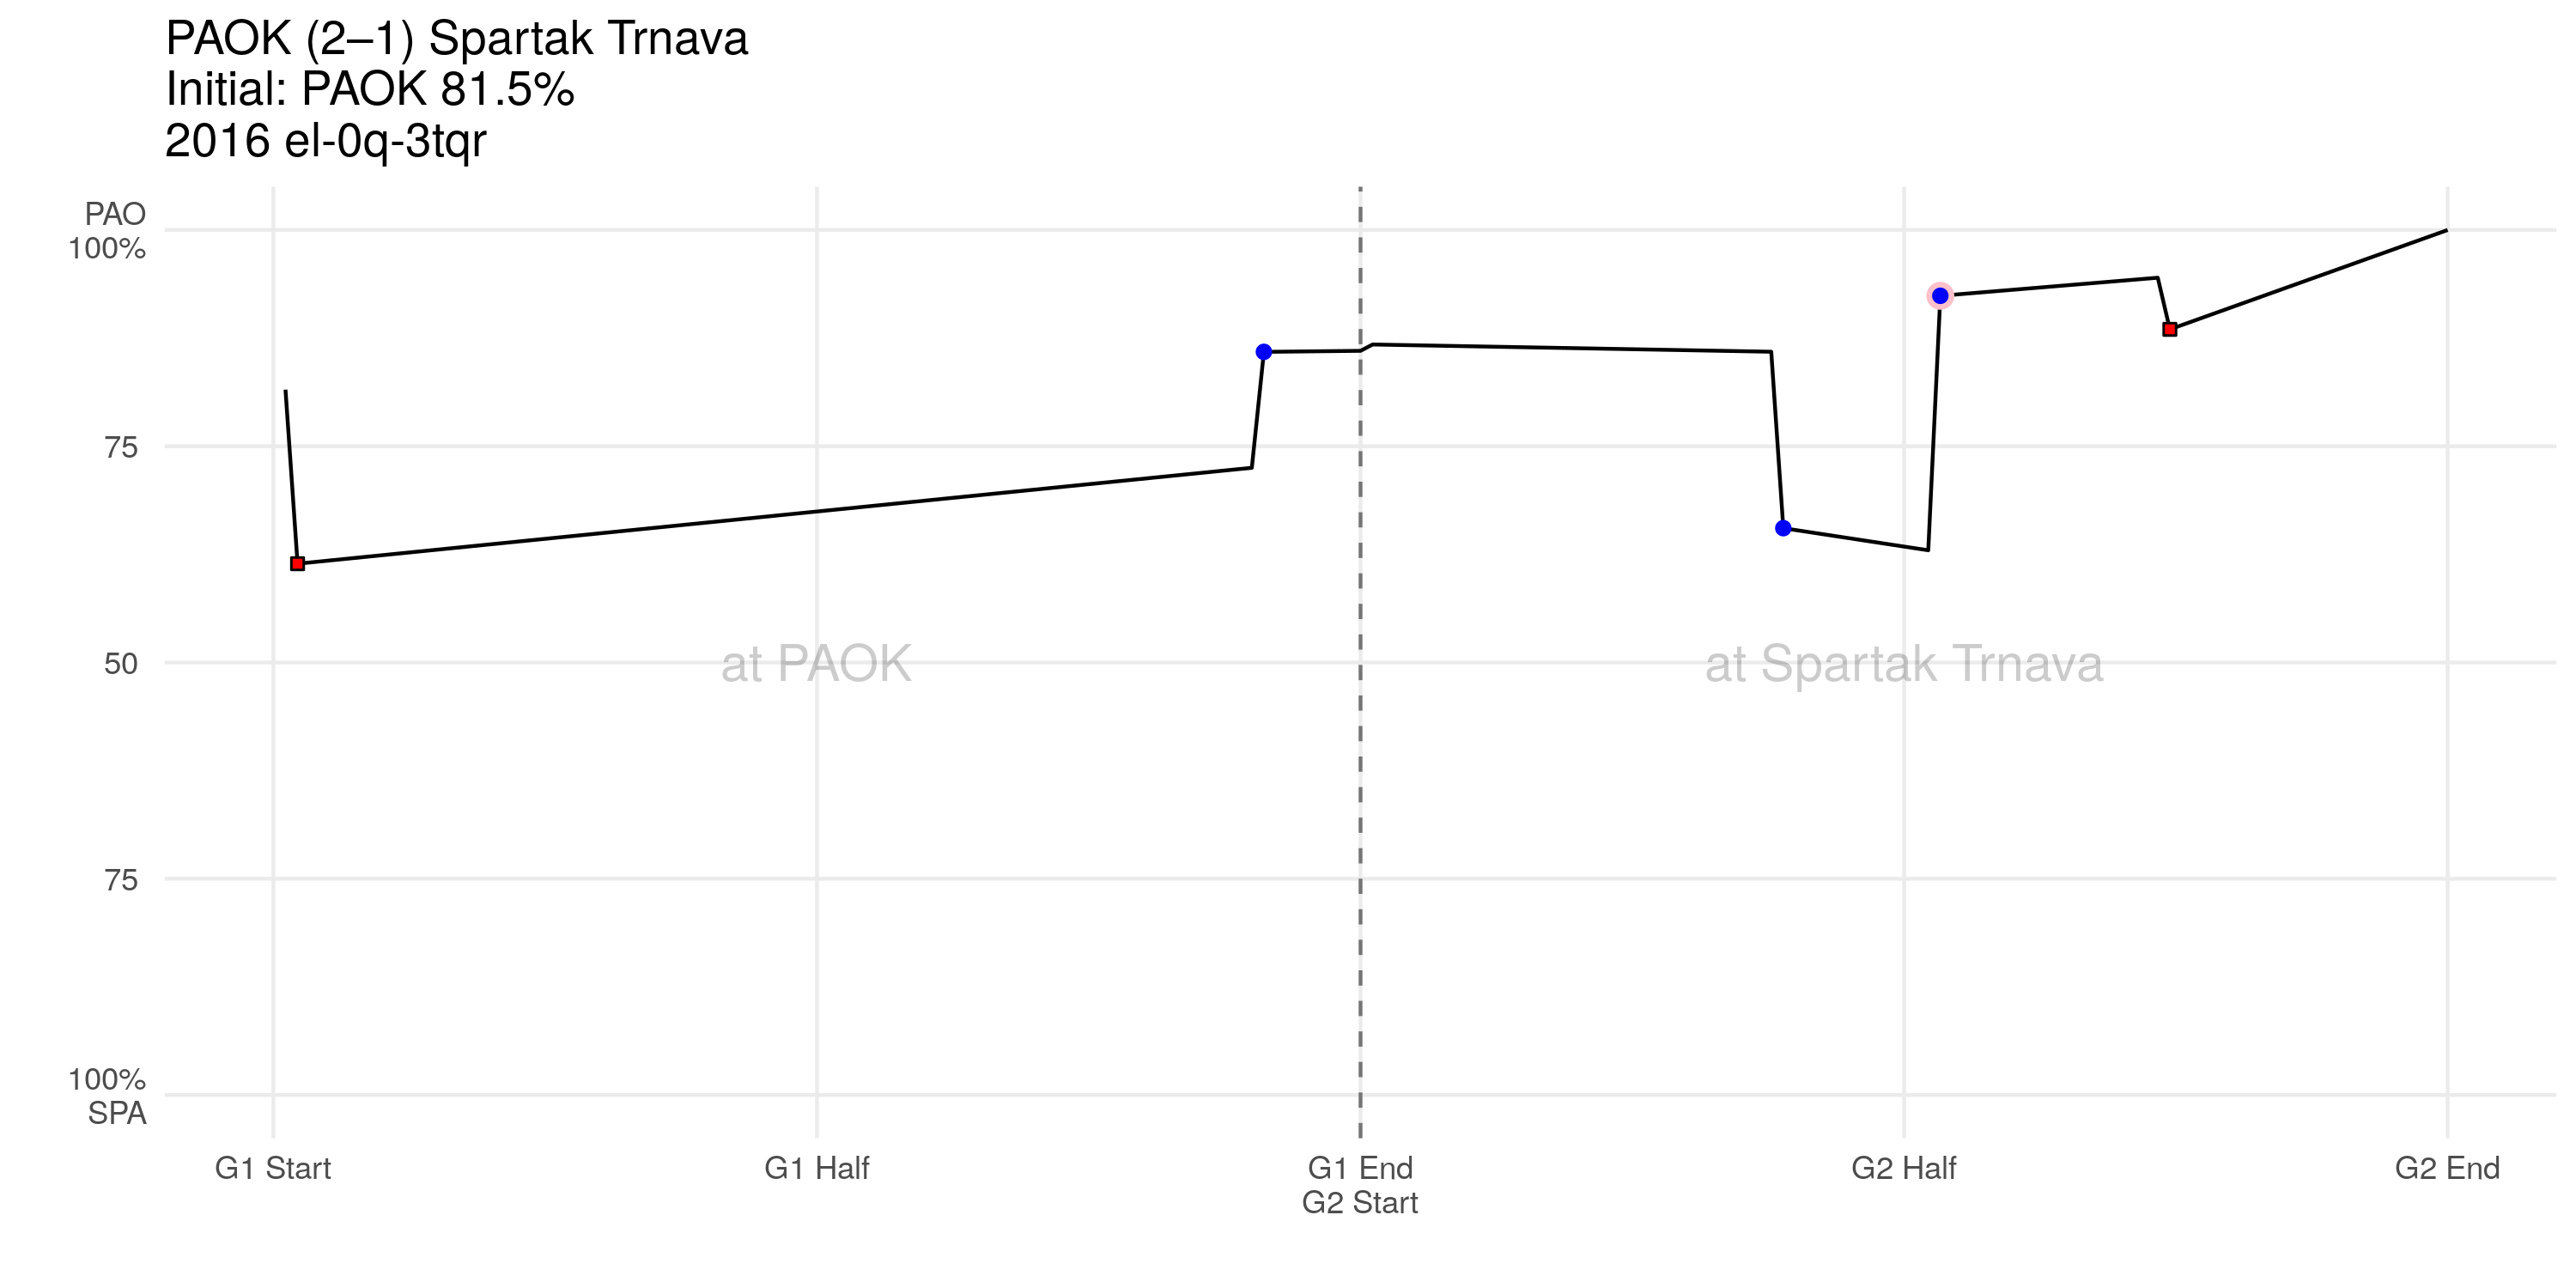 PAOK (2–1) Spartak Trnava
Initial: PAOK 81.5%
2016 el-0q-3tqr
PAO
100%
75
50
75
100%
SPA
at PAOK
at Spartak Trnava
G1 Start
G1 Half
G1 End
G2 Start
G2 Half
G2 End